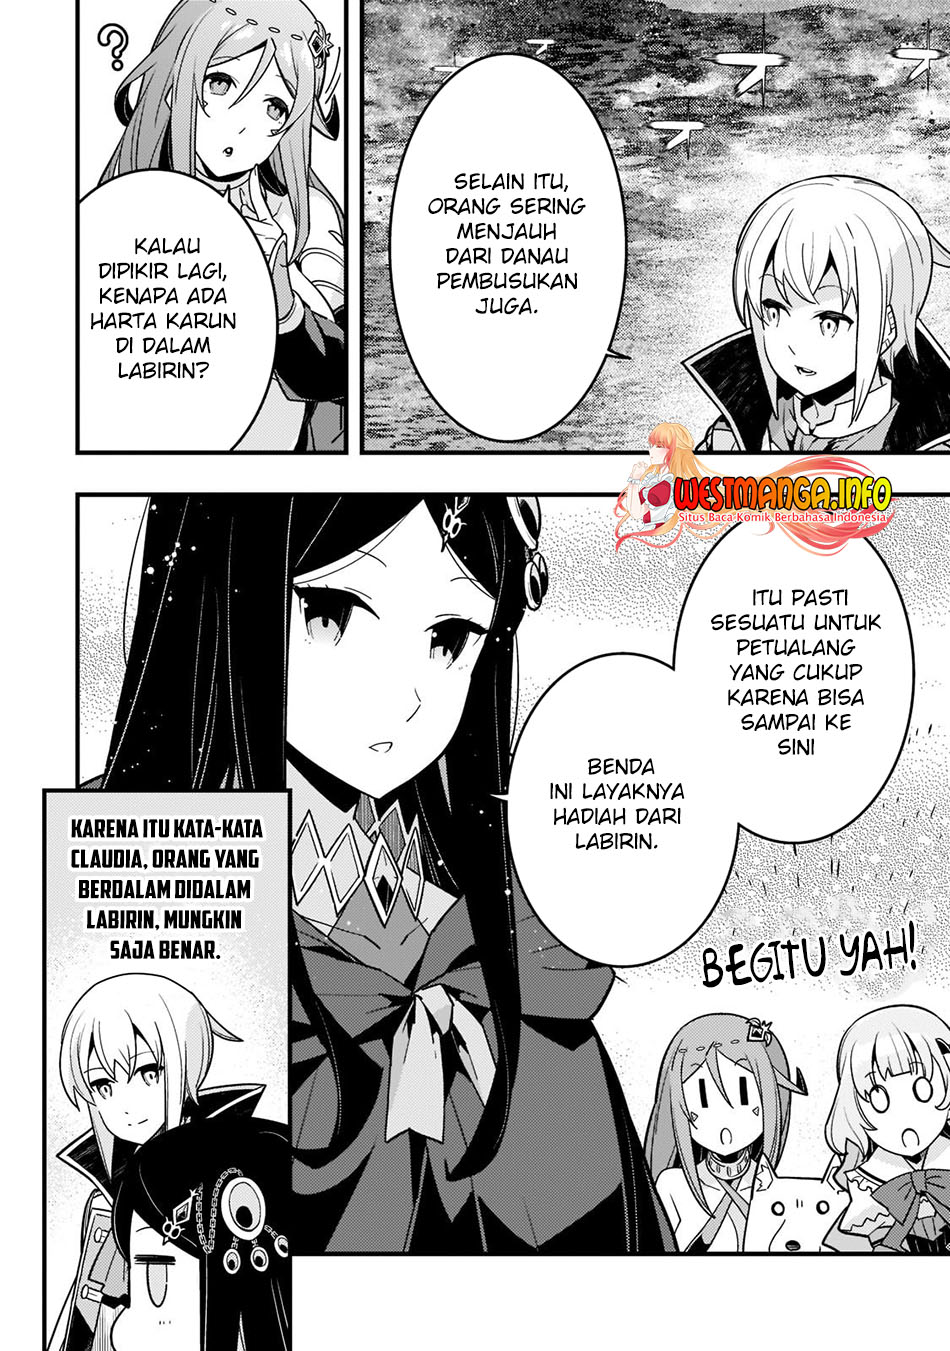 SELAIN ITU,
ORANG SERING
MENJAUH
DARI DANAU
PEMBUSUKAN
JUGA.
?
KALAU
DIPIKIR LAGI,
KENAPA ADA
HARTA KARUN
DI DALAM
LABIRIN?
WESTMANGA.INFO
Situs Baca Komik Berbahasa Indonesia
ITU PASTI
SESUATU UNTUK
PETUALANG
YANG CUKUP
KARENA BISA
SAMPAI KE
SINI
BENDA
INI LAYAKNYA
HADIAH DARI
LABIRIN.
BEGITU YAH!
KARENA ITU KATA-KATA
CLAUDIA, ORANG YANG
BERDALAM DIDALAM
LABIRIN, MUNGKIN
SAJA BENAR.